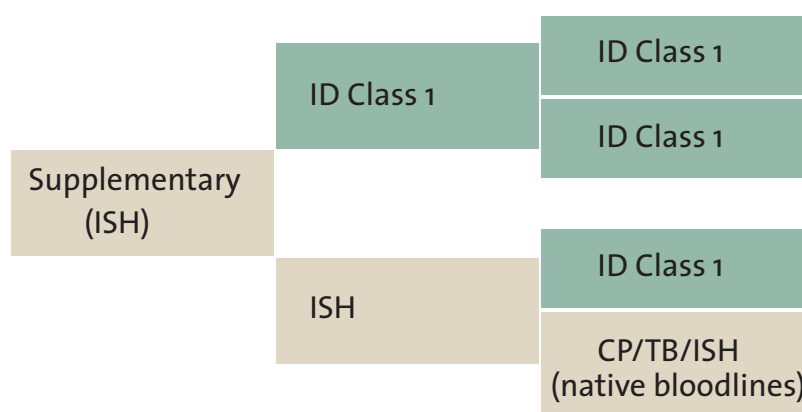 ID Class 1
ID Class 1
ID Class 1
Supplementary
(ISH)
ID Class 1
ISH
CP/TB/ISH
(native bloodlines)